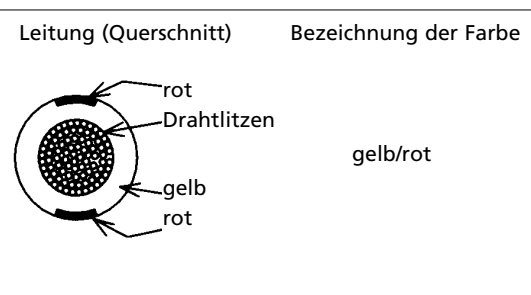 Leitung (Querschnitt) Bezeichnung der Farbe
rot
Drahtlitzen
gelb/rot
gelb
rot